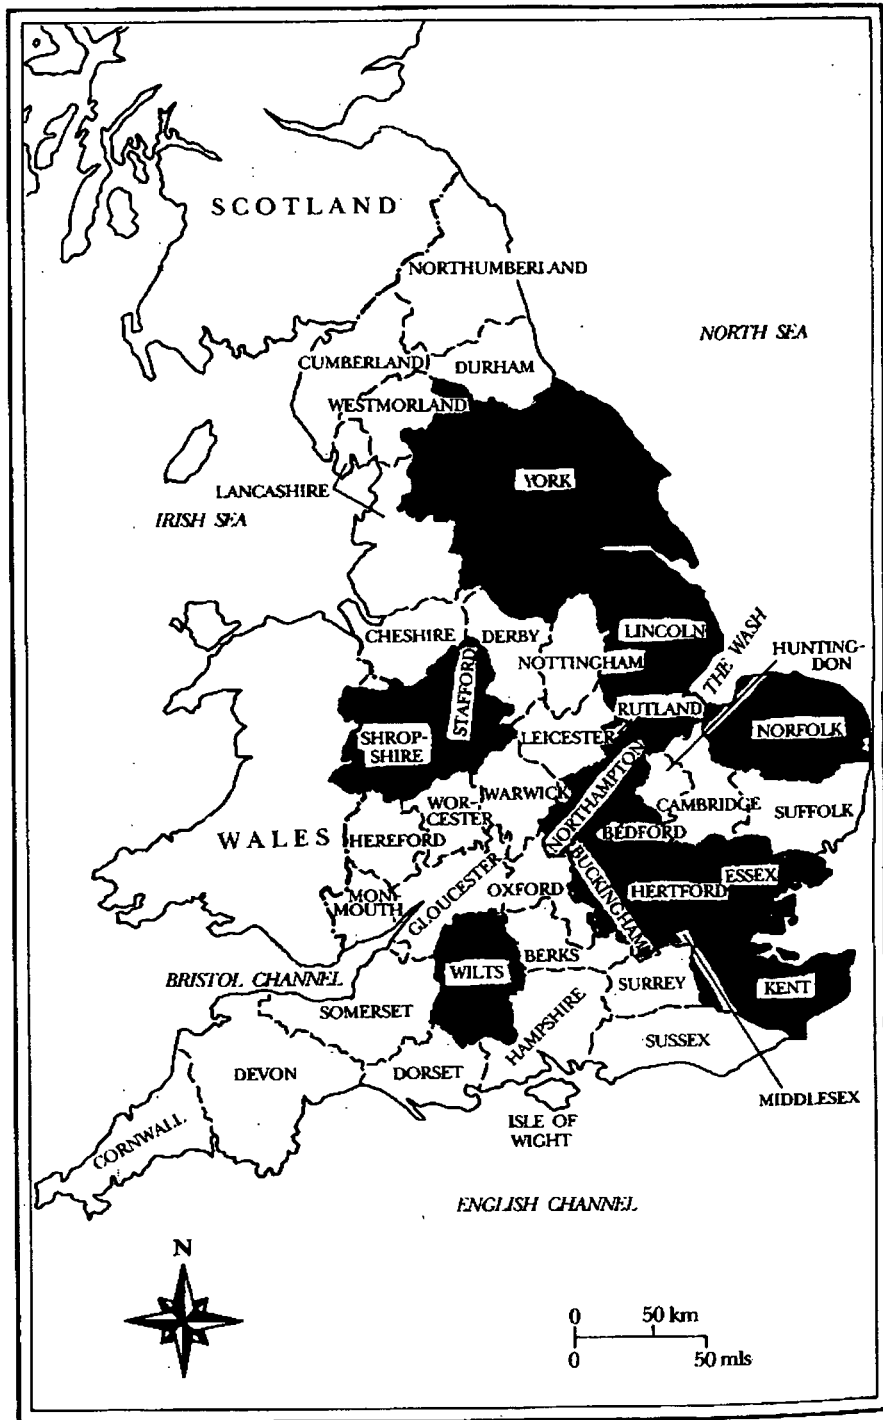 SCOTLAND
NORTHUMBERLAND
NORTH SEA
CUMBERLAND
DURHAM
WESTMORLAND
YORK
LANCASHIRE
IRISH SEA
CHESHIRE
DERBY
LINCOLN
THE WASH
HUNTING-
DON
NOTTINGHAM
STAFFORD
RUTLAND
SHROP-
SHIRE
LEICESTER
NORFOLK
NORTHAMPTON
WOR-
CESTER
WARWICK
CAMBRIDGE
SUFFOLK
WALES
HEREFORD
BEDFORD
BUCKINGHAM
ESSEX
HERTFORD
OXFORD
GLOUCESTER
MON-
MOUTH
BERKS
WILTS
BRISTOL CHANNEL
SURREY
KENT
SOMERSET
HAMPSHIRE
SUSSEX
DEVON
DORSET
MIDDLESEX
ISLE OF
WIGHT
CORNWALL
ENGLISH CHANNEL
N
0 50 km
0 50 mls